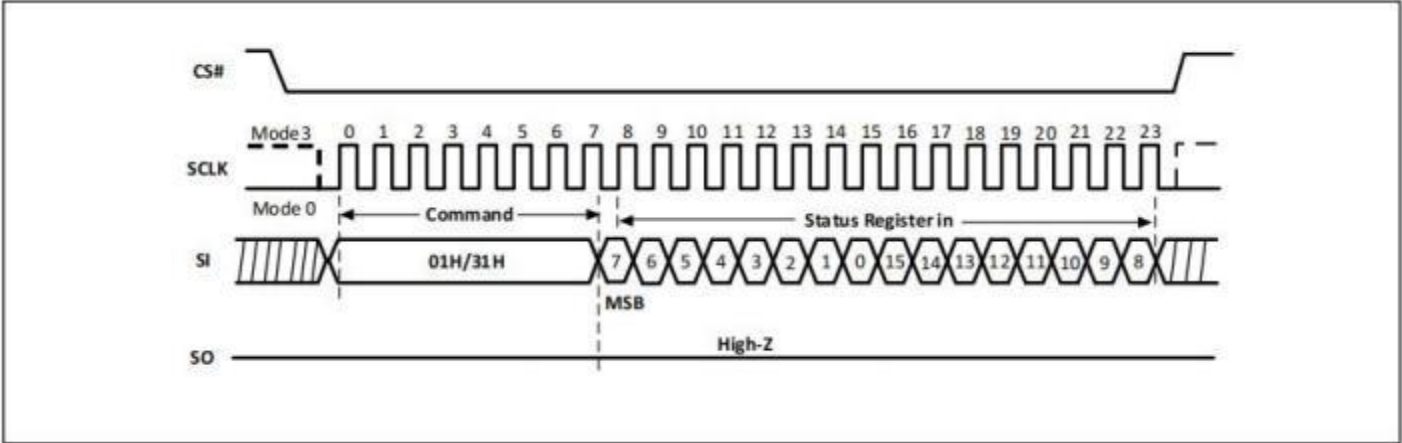 CS#
Mode3 0 1 2 3 4 5 6 7 8 9 10 11 12 13 14 15 16 17 18 19 20 21 22 23
SCLK
Mode 0 Command Status Register in
SI 01H/31H 7 6 5 4 3 2 1 0 15 14 13 12 11 10 9 8
MSB
High-Z
SO